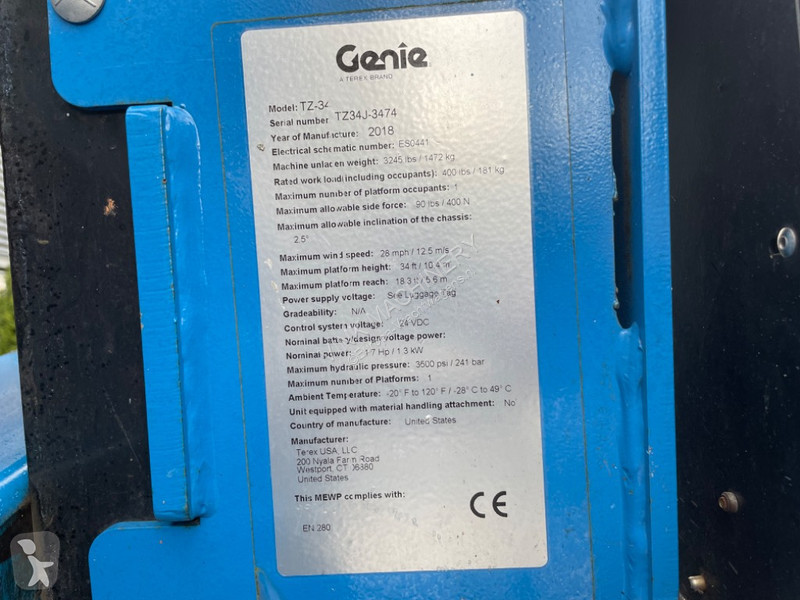 Genie
A TEREX BRAND
Model: TZ-34
Serial number TZ34J-3474
Year of Manufacture: 2018
Electrical schematic number: ES0441
Machine unladen weight: 3245 lbs / 1472 kg
Rated work load (including occupants): 400 lbs / 181 kg
Maximum number of platform occupants: 1
Maximum allowable side force: 90 lbs / 400 N
Maximum allowable inclination of the chassis:
2.5°
Maximum wind speed: 28 mph / 12.5 m/s
Maximum platform height: 34 ft / 10.4 m
Maximum platform reach: 18.3 ft / 5.6 m
Power supply voltage: See Luggage Tag
Gradeability: N/A
Control system voltage: 24 VDC
Nominal battery/design voltage power:
Nominal power: 1.7 Hp / 1.3 kW
Maximum hydraulic pressure: 3500 psi / 241 bar
Maximum number of Platforms: 1
Ambient Temperature: -20° F to 120° F / -28° C to 49° C
Unit equipped with material handling attachment: No
Country of manufacture: United States
Manufacturer:
Terex USA, LLC
200 Nyala Farm Road
Westport, CT 06880
United States
This MEWP complies with:
CE
EN 280